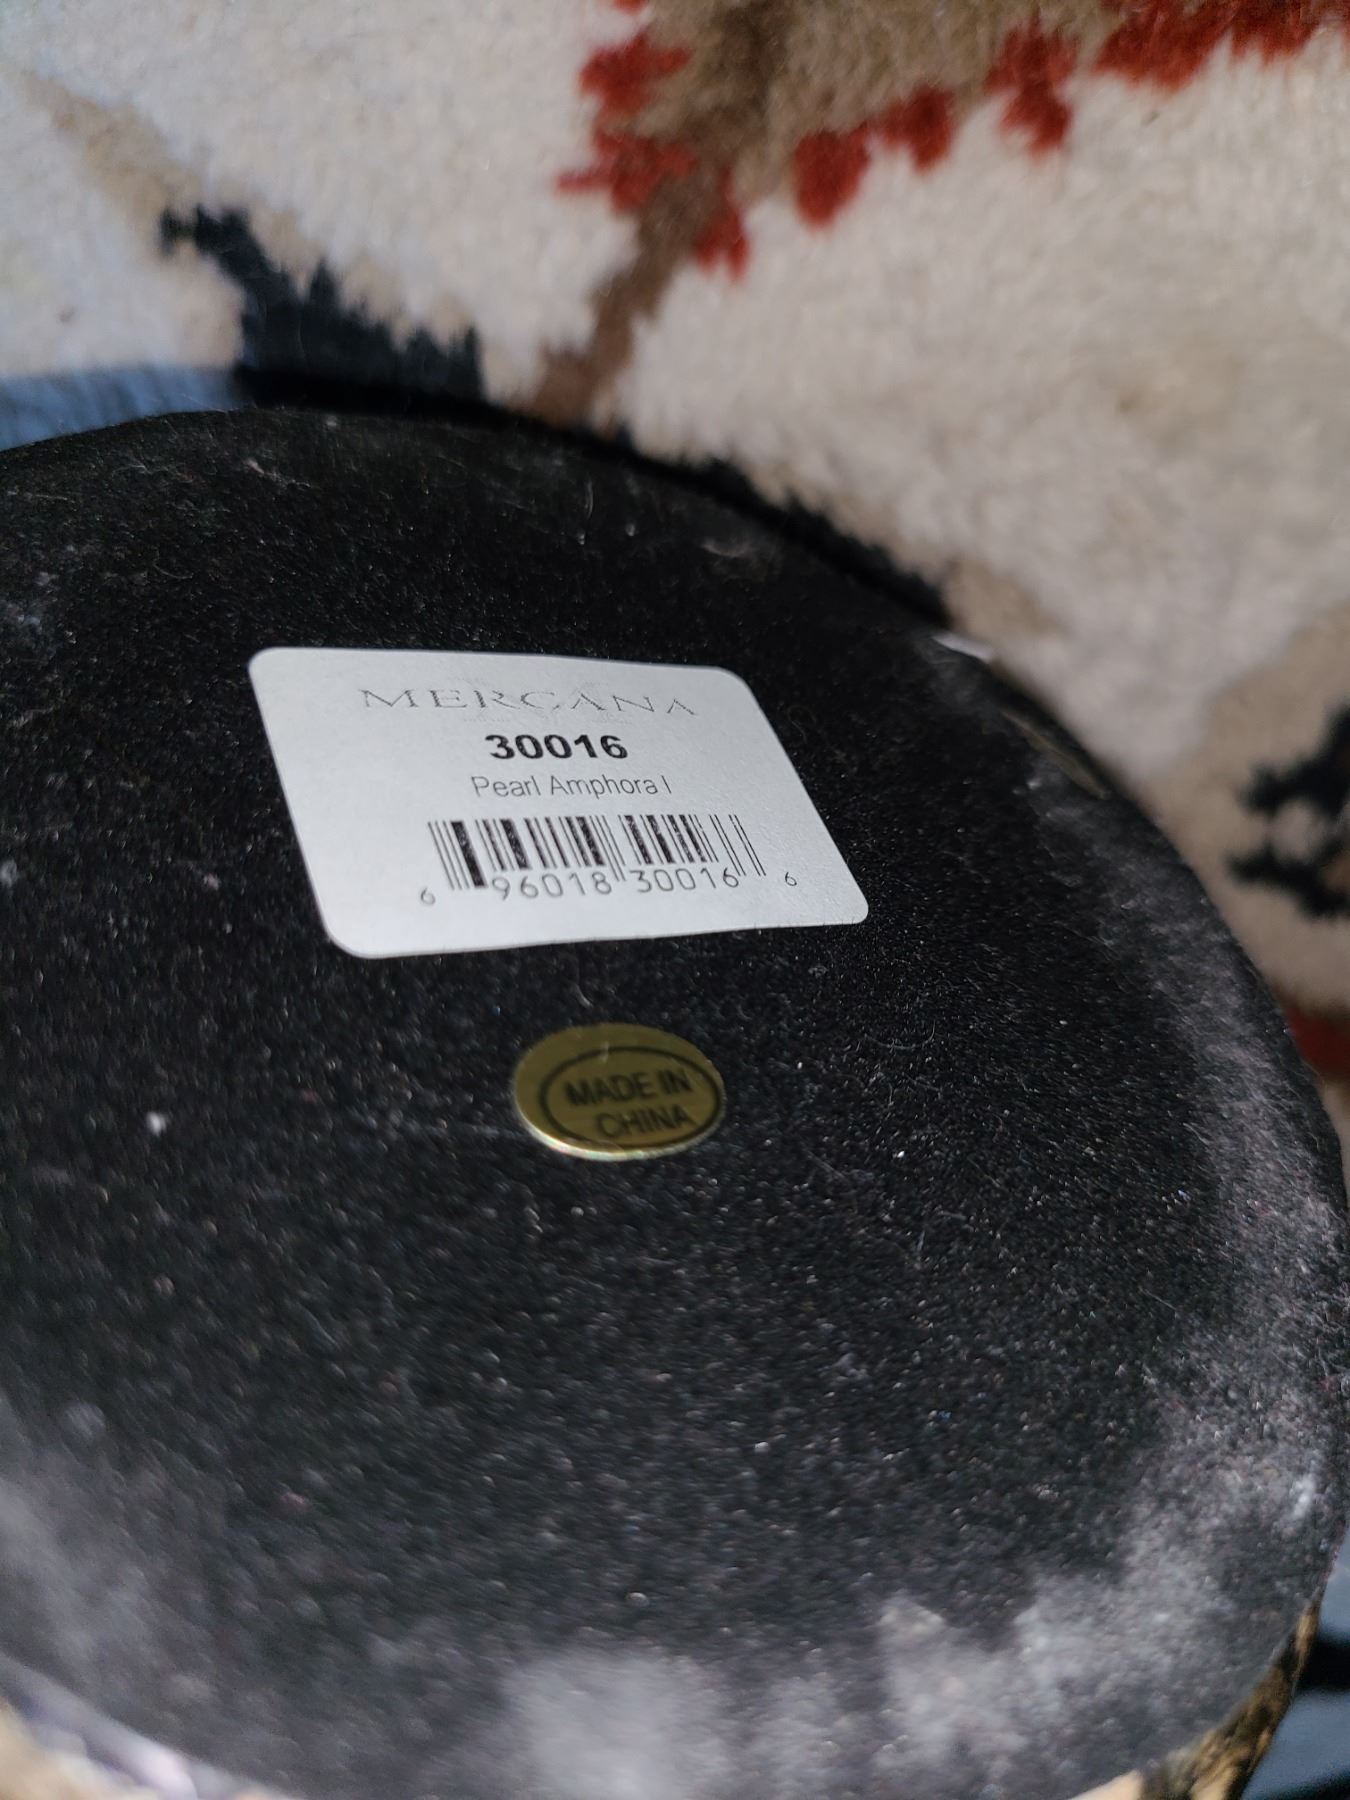 MERCANA
30016
Pearl Amphora I
6 96018 30016 6
MADE IN
CHINA